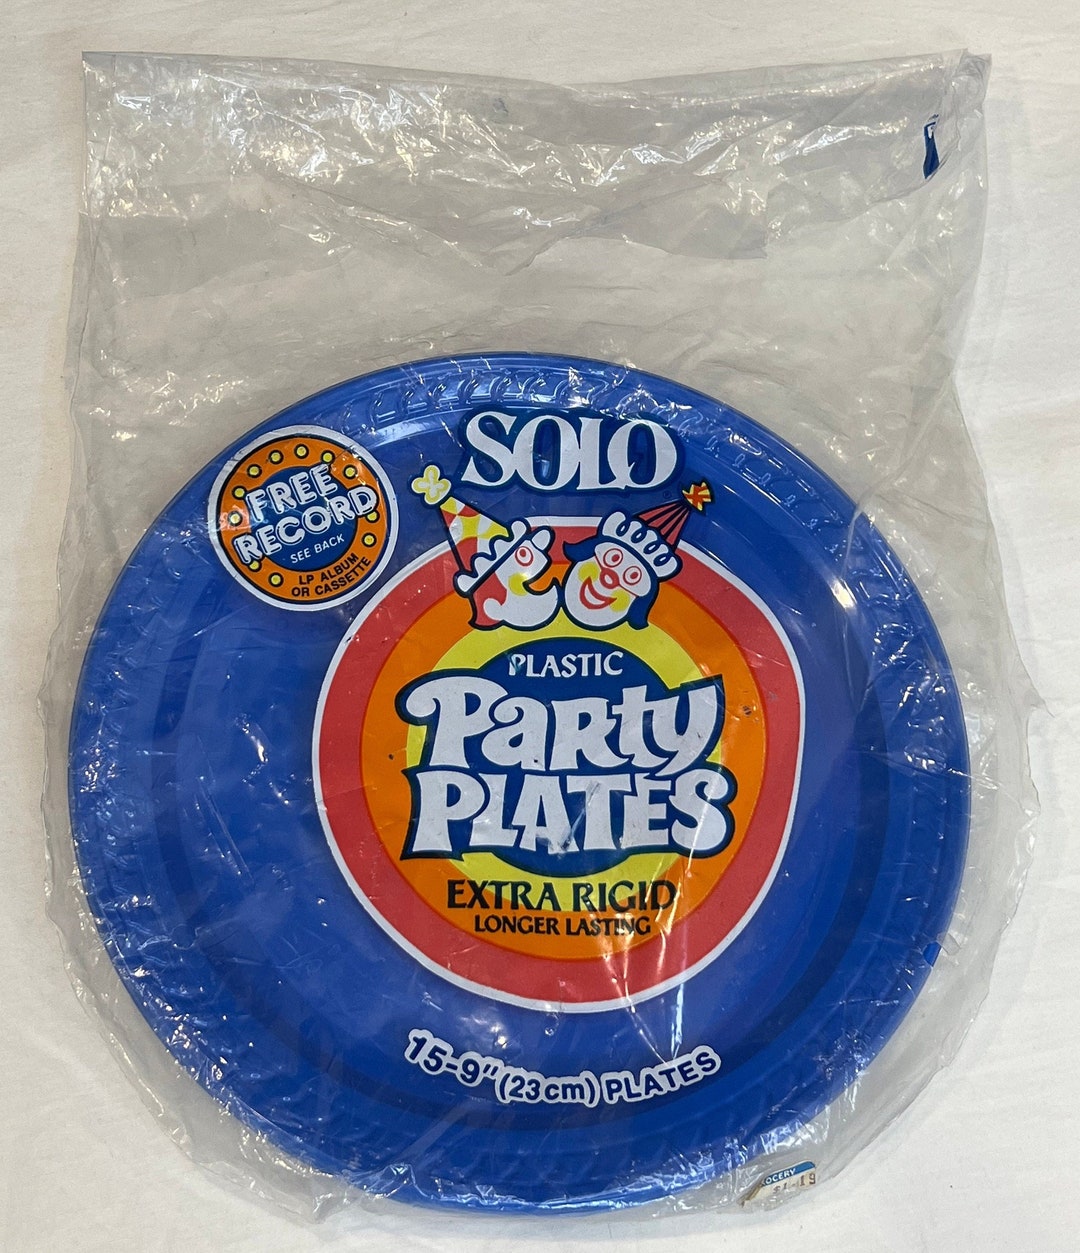 SOLO
®
FREE
RECORD
SEE BACK
LP ALBUM
OR CASSETTE
PLASTIC
Party
PLATES
EXTRA RIGID
LONGER LASTING
15-9" (23cm) PLATES